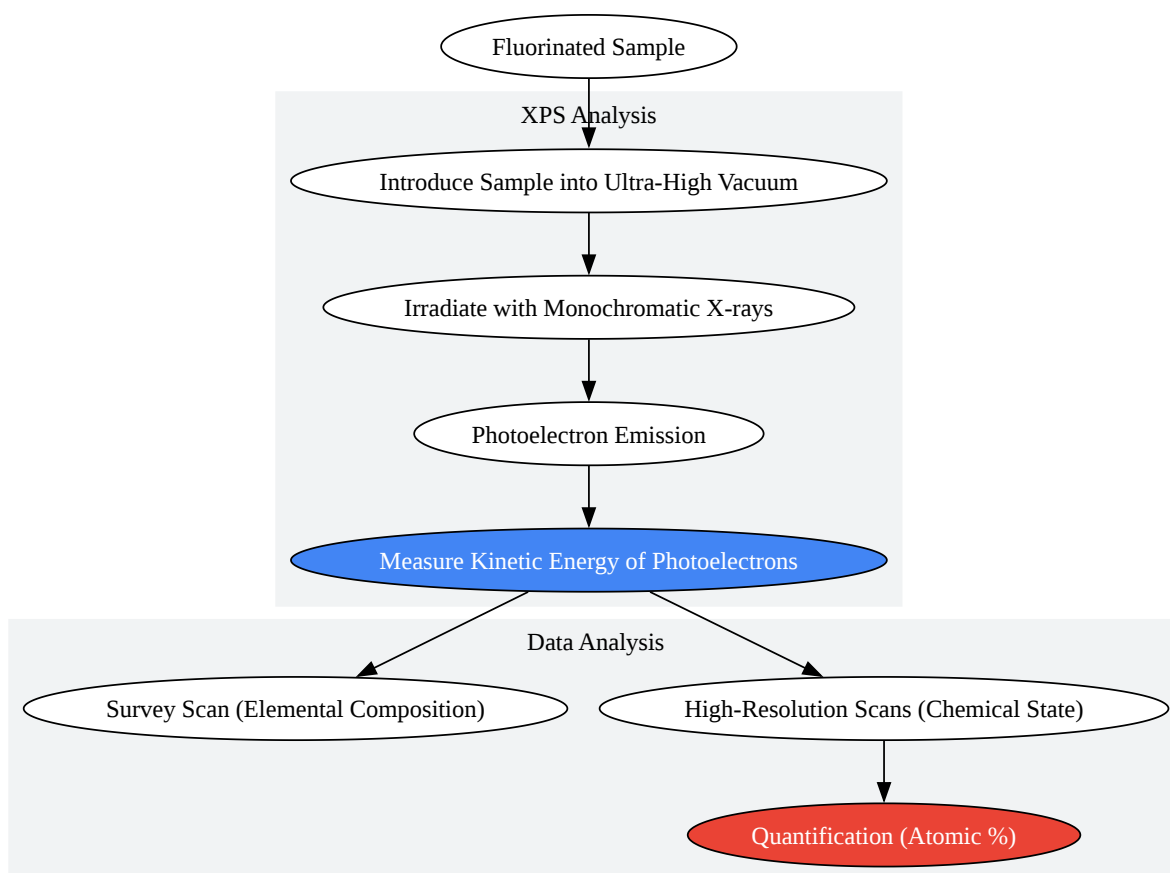 Fluorinated Sample
XPS Analysis
Introduce Sample into Ultra-High Vacuum
Irradiate with Monochromatic X-rays
Photoelectron Emission
Measure Kinetic Energy of Photoelectrons
Data Analysis
Survey Scan (Elemental Composition)
High-Resolution Scans (Chemical State)
Quantification (Atomic %)